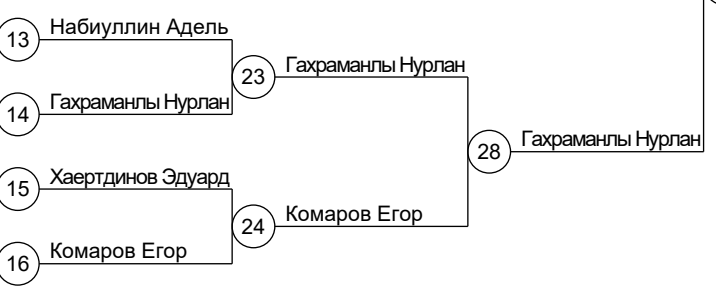 13
Набиуллин Адель
14
Гахраманлы Нурлан
15
Хаертдинов Эдуард
16
Комаров Егор
23
Гахраманлы Нурлан
24
Комаров Егор
28
Гахраманлы Нурлан